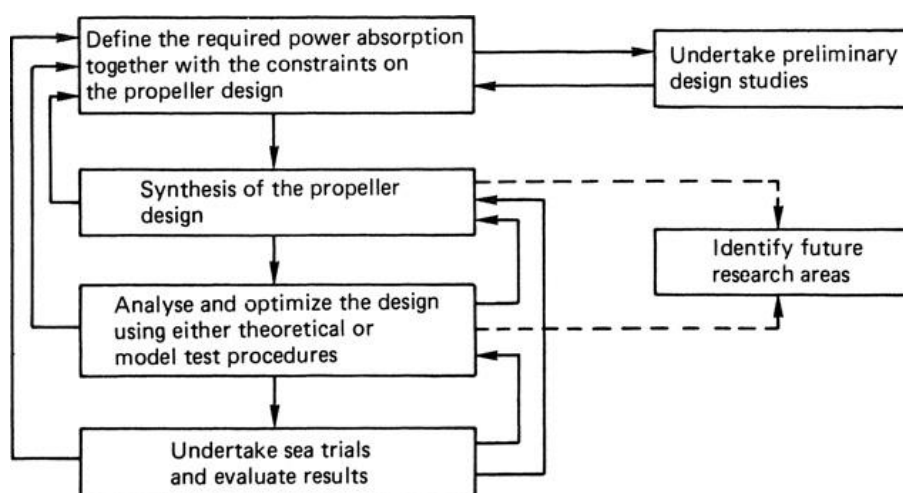 Define the required power absorption
together with the constraints on
the propeller design
Undertake preliminary
design studies
Synthesis of the propeller
design
Identify future
research areas
Analyse and optimize the design
using either theoretical or
model test procedures
Undertake sea trials
and evaluate results